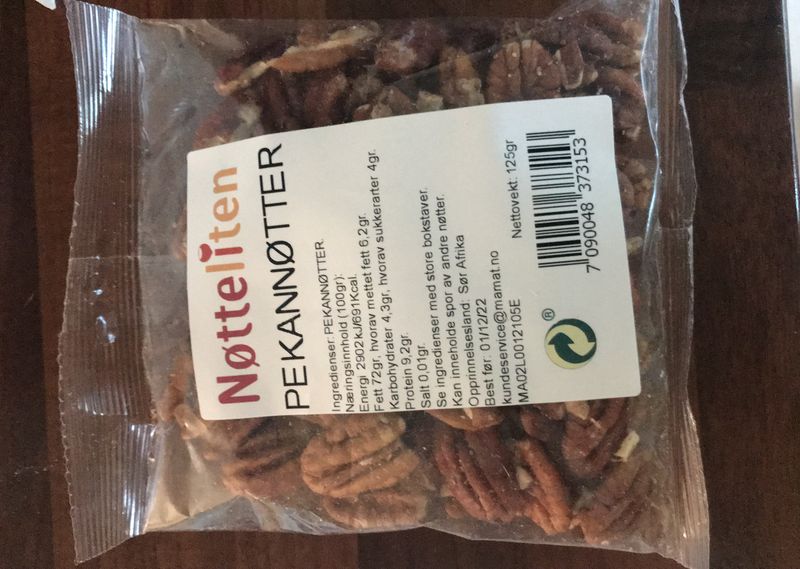 Nøtteliten
PEKANNØTTER
Ingredienser: PEKANNØTTER.
Næringsinnhold (100gr):
Energi 2902kJ/691Kcal.
Fett 72gr, hvorav mettet fett 6,2gr.
Karbohydrater 4,3gr, hvorav sukkerarter 4gr.
Protein 9,2gr.
Salt 0,01gr.
Se ingredienser med store bokstaver.
Kan inneholde spor av andre nøtter.
Opprinnelsesland: Sør Afrika
Best før: 01/12/22
kundeservice@mamat.no
MA02L0012105E
Nettovekt: 125gr
7 090048 373153
®